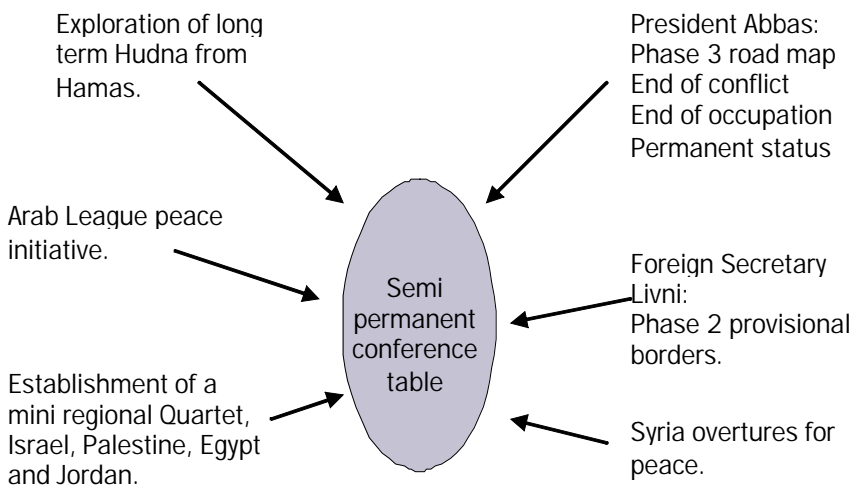 Exploration of long
term Hudna from
Hamas.
President Abbas:
Phase 3 road map
End of conflict
End of occupation
Permanent status
Arab League peace
initiative.
Semi
permanent
conference
table
Foreign Secretary
Livni:
Phase 2 provisional
borders.
Establishment of a
mini regional Quartet,
Israel, Palestine, Egypt
and Jordan.
Syria overtures for
peace.